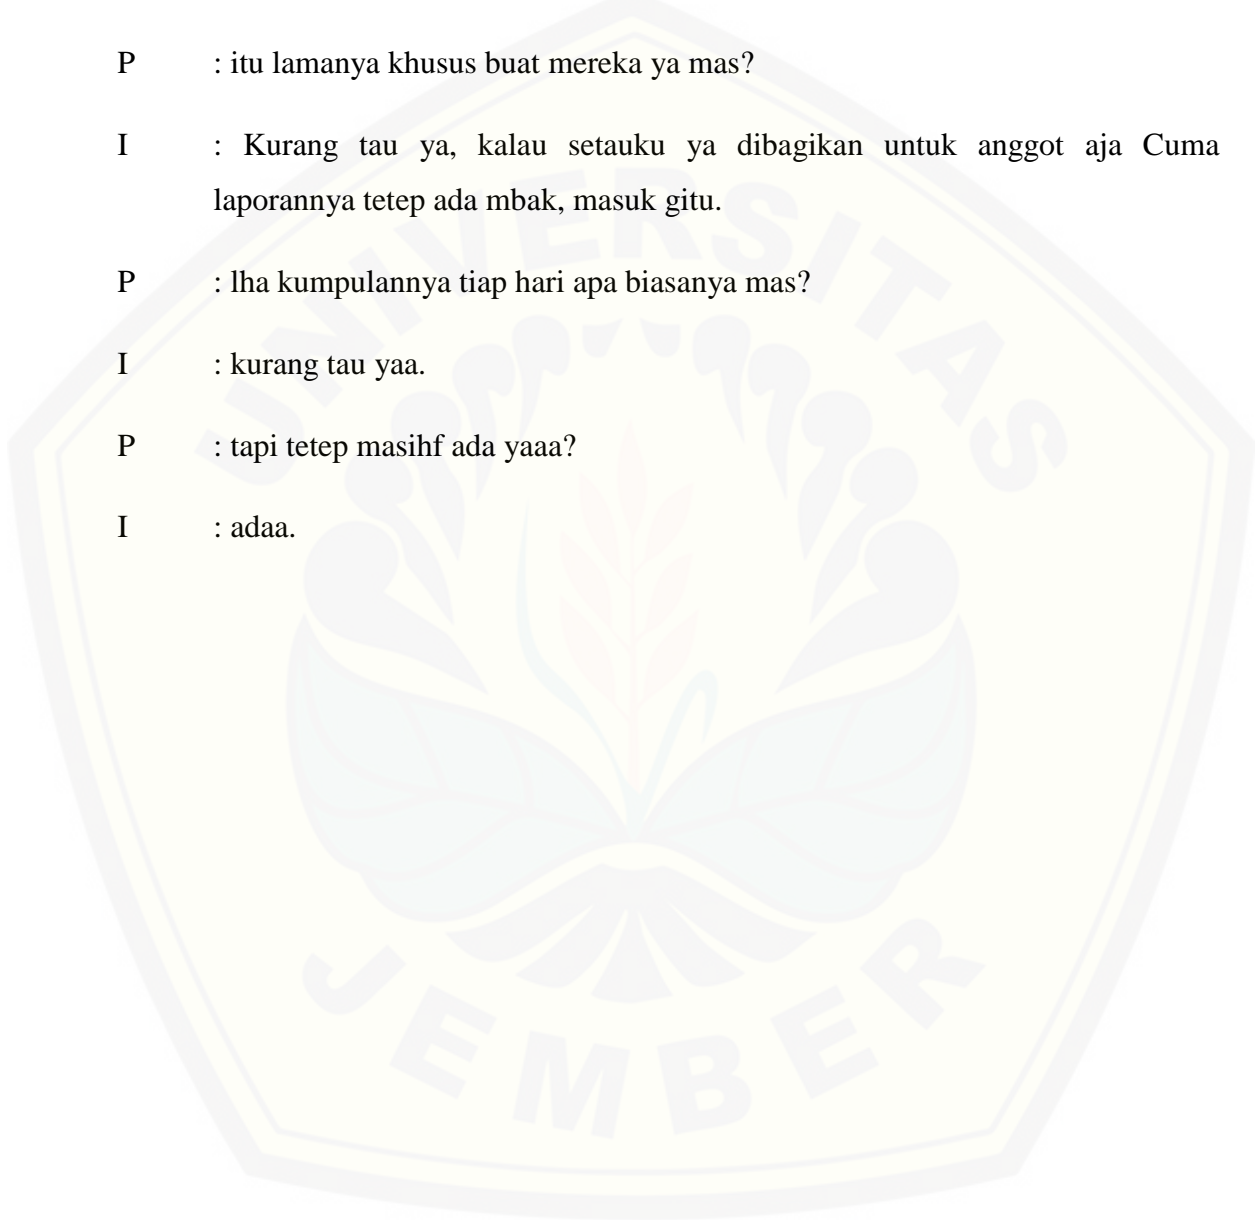 P : itu lamanya khusus buat mereka ya mas?
I : Kurang tau ya, kalau setauku ya dibagikan untuk anggot aja Cuma
laporannya tetep ada mbak, masuk gitu.
P : lha kumpulannya tiap hari apa biasanya mas?
I : kurang tau yaa.
P : tapi tetep masihf ada yaaa?
I : adaa.
UNIVERSITAS
JEMBER